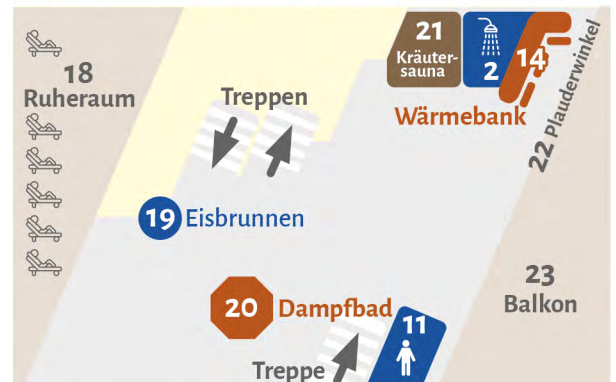 21
Kräuter-
sauna
2
14
18
Ruheraum
Treppen
Wärmebank
22 Plauderwinkel
19 Eisbrunnen
23
Balkon
20 Dampfbad
11
Treppe